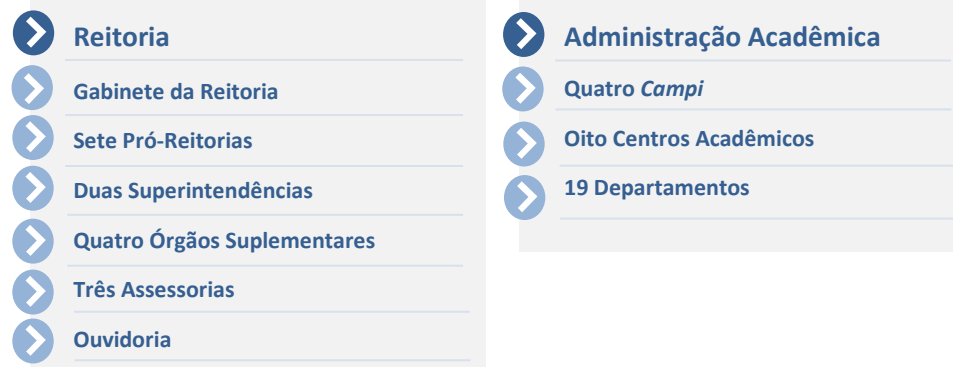 Reitoria
Gabinete da Reitoria
Sete Pró-Reitorias
Duas Superintendências
Quatro Órgãos Suplementares
Três Assessorias
Ouvidoria
Administração Acadêmica
Quatro Campi
Oito Centros Acadêmicos
19 Departamentos